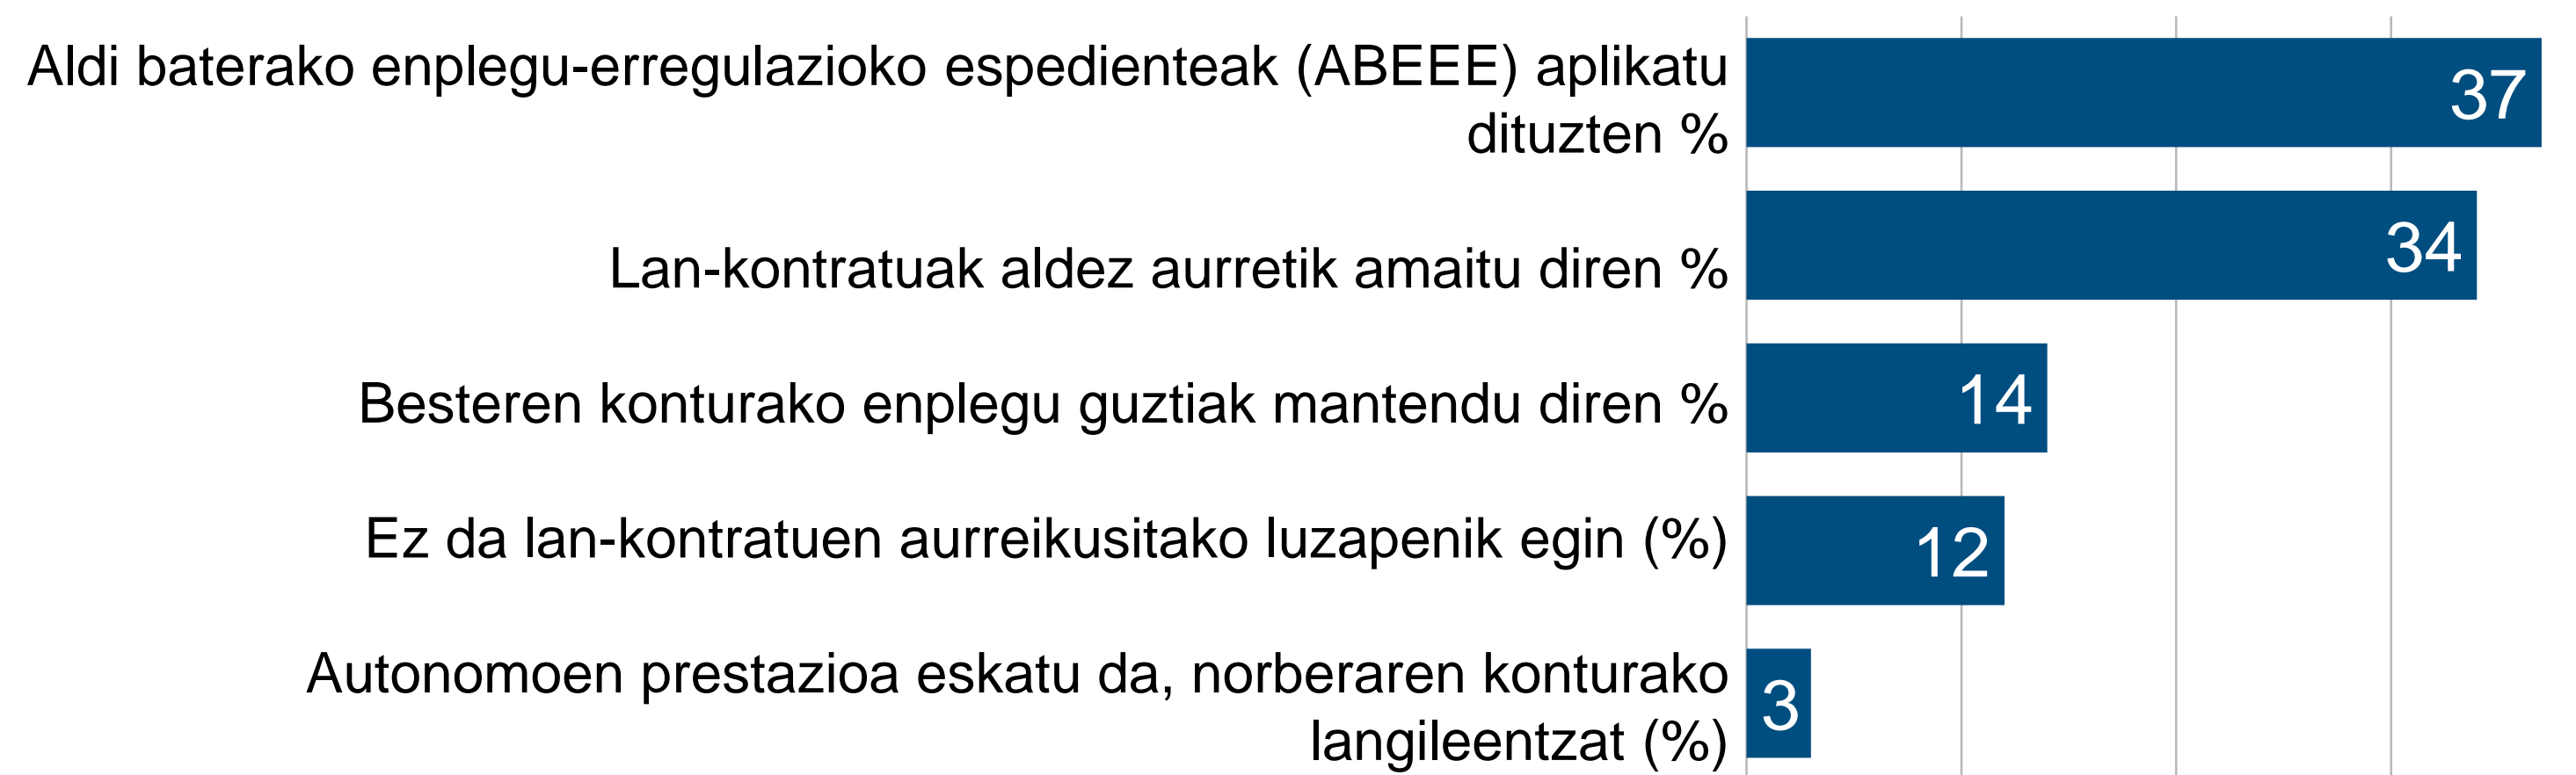 Aldi baterako enplegu-erregulazioko espedienteak (ABEEE) aplikatu
dituzten %
37
Lan-kontratuak aldez aurretik amaitu diren %
34
Besteren konturako enplegu guztiak mantendu diren %
14
Ez da lan-kontratuen aurreikusitako luzapenik egin (%)
12
Autonomoen prestazioa eskatu da, norberaren konturako
langileentzat (%)
3